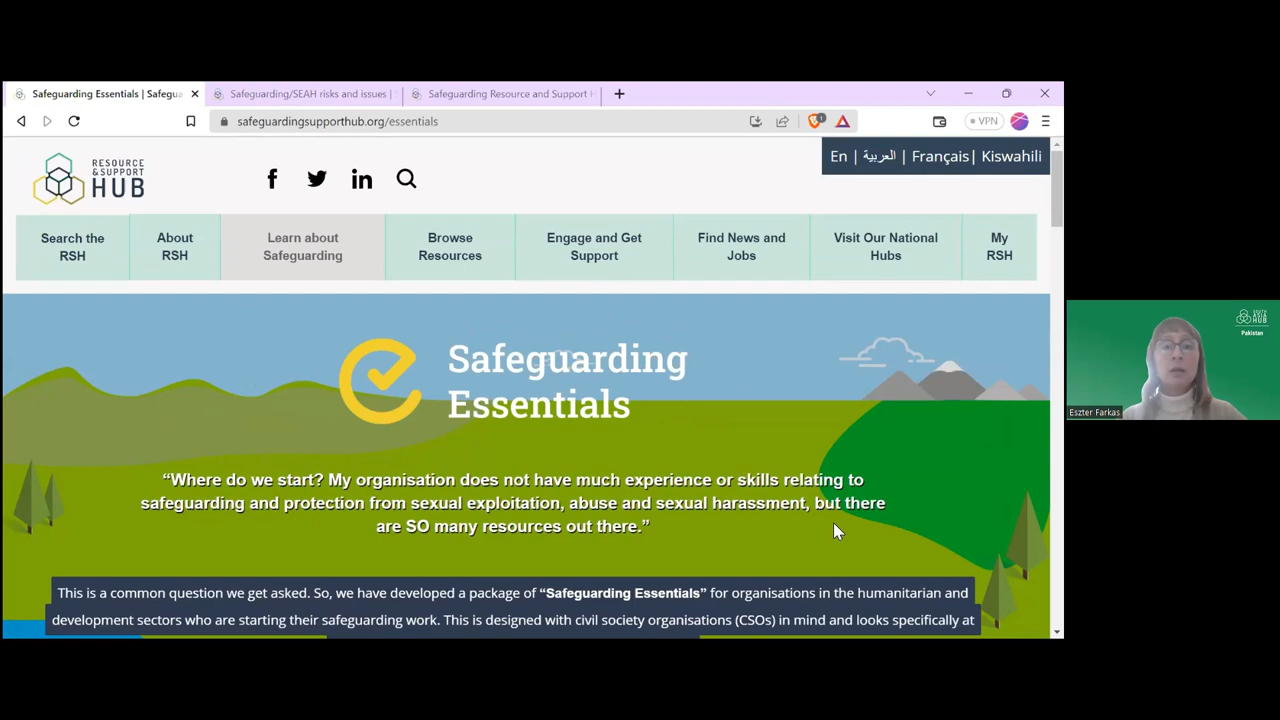 Safeguarding Essentials | Safegua
Safeguarding/SEAH risks and issues |
Safeguarding Resource and Support H
safeguardingsupporthub.org/essentials
1
VPN
RESOURCE
&SUPPORT
HUB
En | العربية | Français| Kiswahili
Search the
RSH
About
RSH
Learn about
Safeguarding
Browse
Resources
Engage and Get
Support
Find News and
Jobs
Visit Our National
Hubs
My
RSH
Safeguarding
Essentials
“Where do we start? My organisation does not have much experience or skills relating to
safeguarding and protection from sexual exploitation, abuse and sexual harassment, but there
are SO many resources out there.”
This is a common question we get asked. So, we have developed a package of “Safeguarding Essentials” for organisations in the humanitarian and
development sectors who are starting their safeguarding work. This is designed with civil society organisations (CSOs) in mind and looks specifically at
HUB
Pakistan
Eszter Farkas